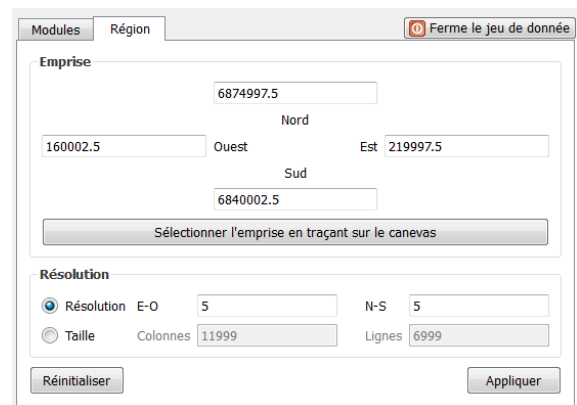 Modules Région Ferme le jeu de donnée
Emprise
6874997.5
Nord
160002.5 Ouest Est 219997.5
Sud
6840002.5
Sélectionner l'emprise en traçant sur le canevas
Résolution
Résolution E-O 5 N-S 5
Taille Colonnes 11999 Lignes 6999
Réinitialiser Appliquer